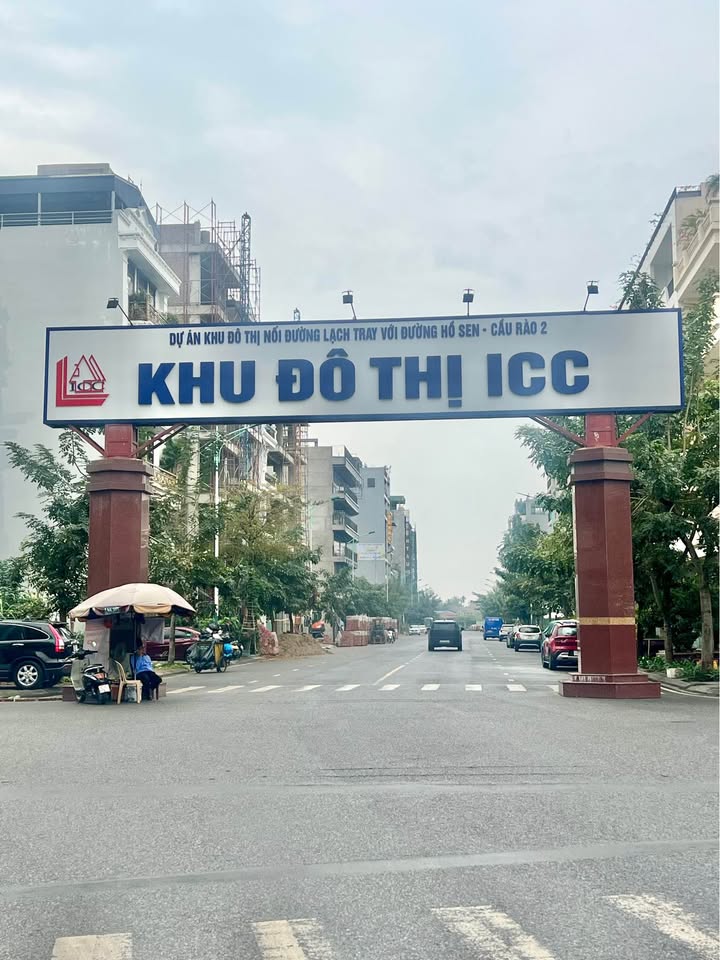 DỰ ÁN KHU ĐÔ THỊ NỐI ĐƯỜNG LẠCH TRAY VỚI ĐƯỜNG HỒ SEN - CẦU RÀO 2
ICC
KHU ĐÔ THỊ ICC